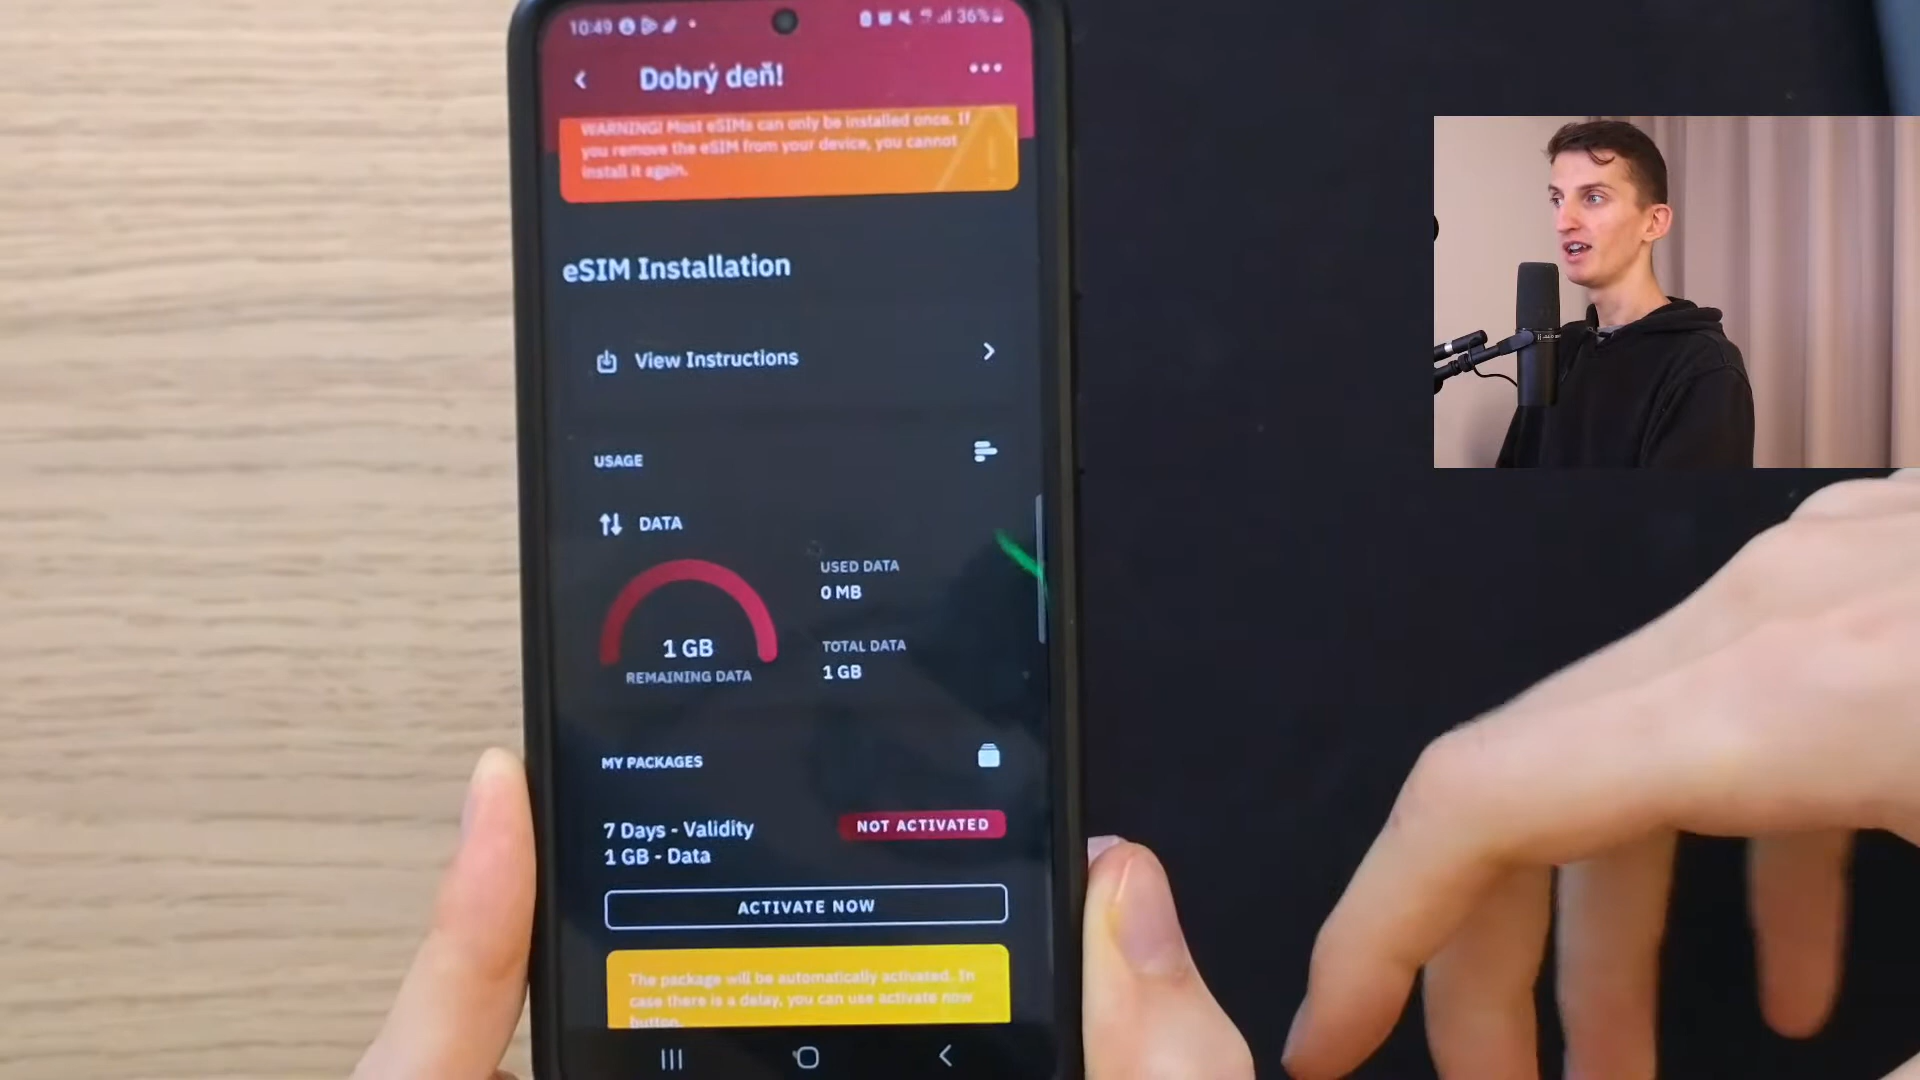 10:49
36%
Dobrý deň!
WARNING! Most eSIMs can only be installed once. If
you remove the eSIM from your device, you cannot
install it again.
eSIM Installation
View Instructions
USAGE
DATA
USED DATA
0 MB
1 GB
REMAINING DATA
TOTAL DATA
1 GB
MY PACKAGES
7 Days - Validity
1 GB - Data
NOT ACTIVATED
ACTIVATE NOW
The package will be automatically activated. In
case there is a delay, you can use activate now
button.